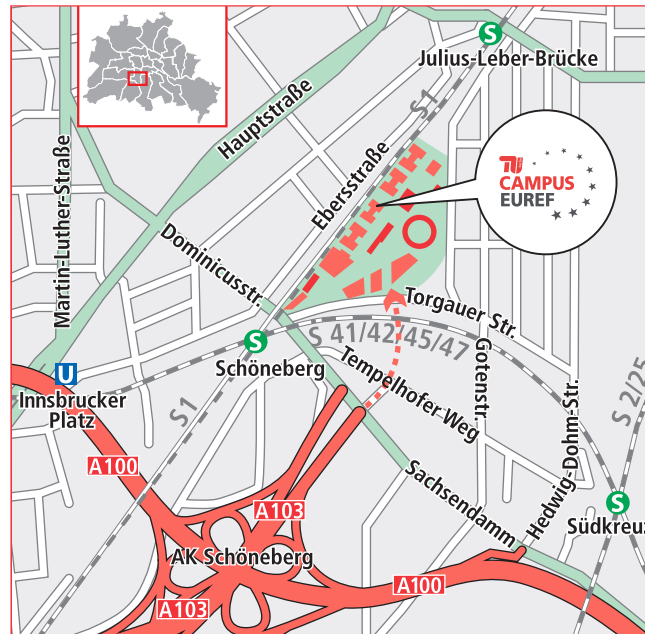 S
Julius-Leber-Brücke
S1
Hauptstraße
Martin-Luther-Straße
Ebersstraße
TU
CAMPUS
EUREF
Dominicusstr.
Torgauer Str.
S 41/42/45/47
S
Schöneberg
Gotenstr.
Tempelhofer-Weg
U
Innsbrucker
Platz
S1
S 2/25
Hedwig-Dohm-Str.
A100
Sachsendamm
S
Südkreuz
A103
AK Schöneberg
A100
A103